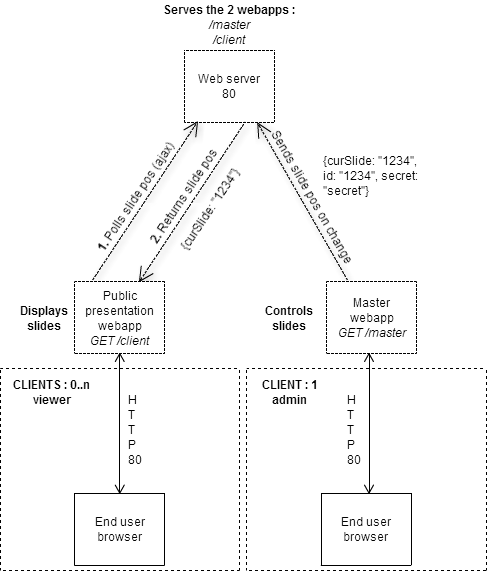 Serves the 2 webapps :
/master
/client
Web server
80
1. Polls slide pos (ajax)
2. Returns slide pos
{curSlide: "1234"}
Sends slide pos on change
{curSlide: "1234",
id: "1234", secret:
"secret"}
Displays
slides
Public
presentation
webapp
GET /client
Controls
slides
Master
webapp
GET /master
CLIENTS : 0..n
viewer
H
T
T
P
80
End user
browser
CLIENT : 1
admin
H
T
T
P
80
End user
browser